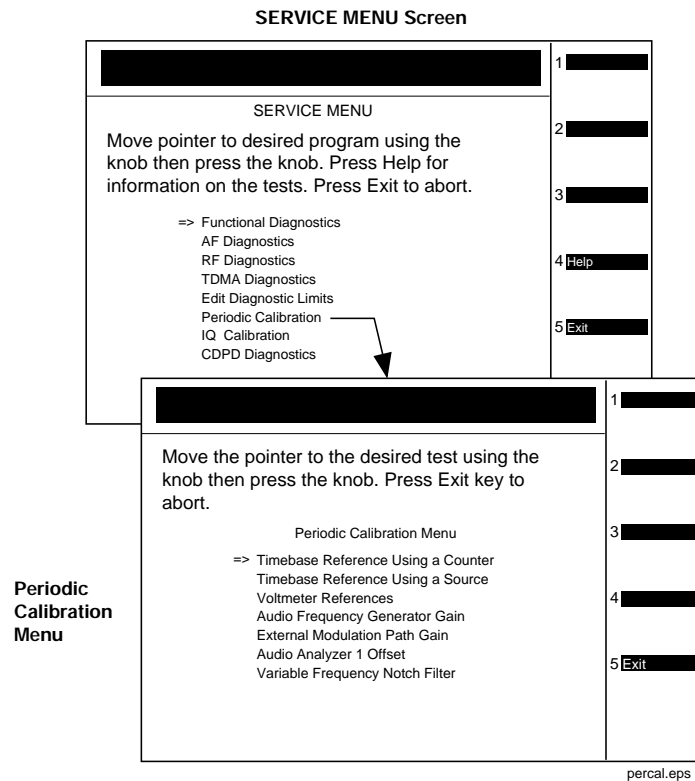 SERVICE MENU Screen
1
SERVICE MENU
2
Move pointer to desired program using the
knob then press the knob. Press Help for
information on the tests. Press Exit to abort.
3
=> Functional Diagnostics
AF Diagnostics
RF Diagnostics
4 Help
TDMA Diagnostics
Edit Diagnostic Limits
Periodic Calibration
5 Exit
IQ Calibration
CDPD Diagnostics
1
Move the pointer to the desired test using the
knob then press the knob. Press Exit key to
abort.
2
Periodic Calibration Menu
3
=> Timebase Reference Using a Counter
Timebase Reference Using a Source
Voltmeter References
4
Audio Frequency Generator Gain
External Modulation Path Gain
Audio Analyzer 1 Offset
5 Exit
Variable Frequency Notch Filter
Periodic
Calibration
Menu
percal.eps